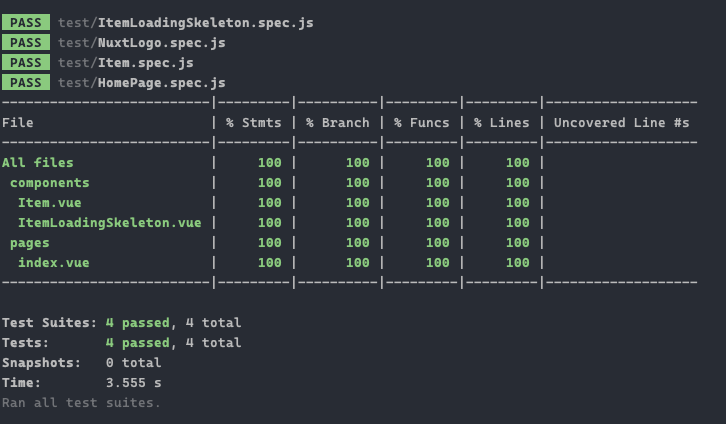 PASS test/ItemLoadingSkeleton.spec.js
PASS test/NuxtLogo.spec.js
PASS test/Item.spec.js
PASS test/HomePage.spec.js
--------------------------|---------|----------|---------|---------|-------------------
File                      | % Stmts | % Branch | % Funcs | % Lines | Uncovered Line #s
--------------------------|---------|----------|---------|---------|-------------------
All files                 |     100 |      100 |     100 |     100 |
 components               |     100 |      100 |     100 |     100 |
  Item.vue                |     100 |      100 |     100 |     100 |
  ItemLoadingSkeleton.vue |     100 |      100 |     100 |     100 |
 pages                    |     100 |      100 |     100 |     100 |
  index.vue               |     100 |      100 |     100 |     100 |
--------------------------|---------|----------|---------|---------|-------------------
Test Suites: 4 passed, 4 total
Tests:       4 passed, 4 total
Snapshots:   0 total
Time:        3.555 s
Ran all test suites.